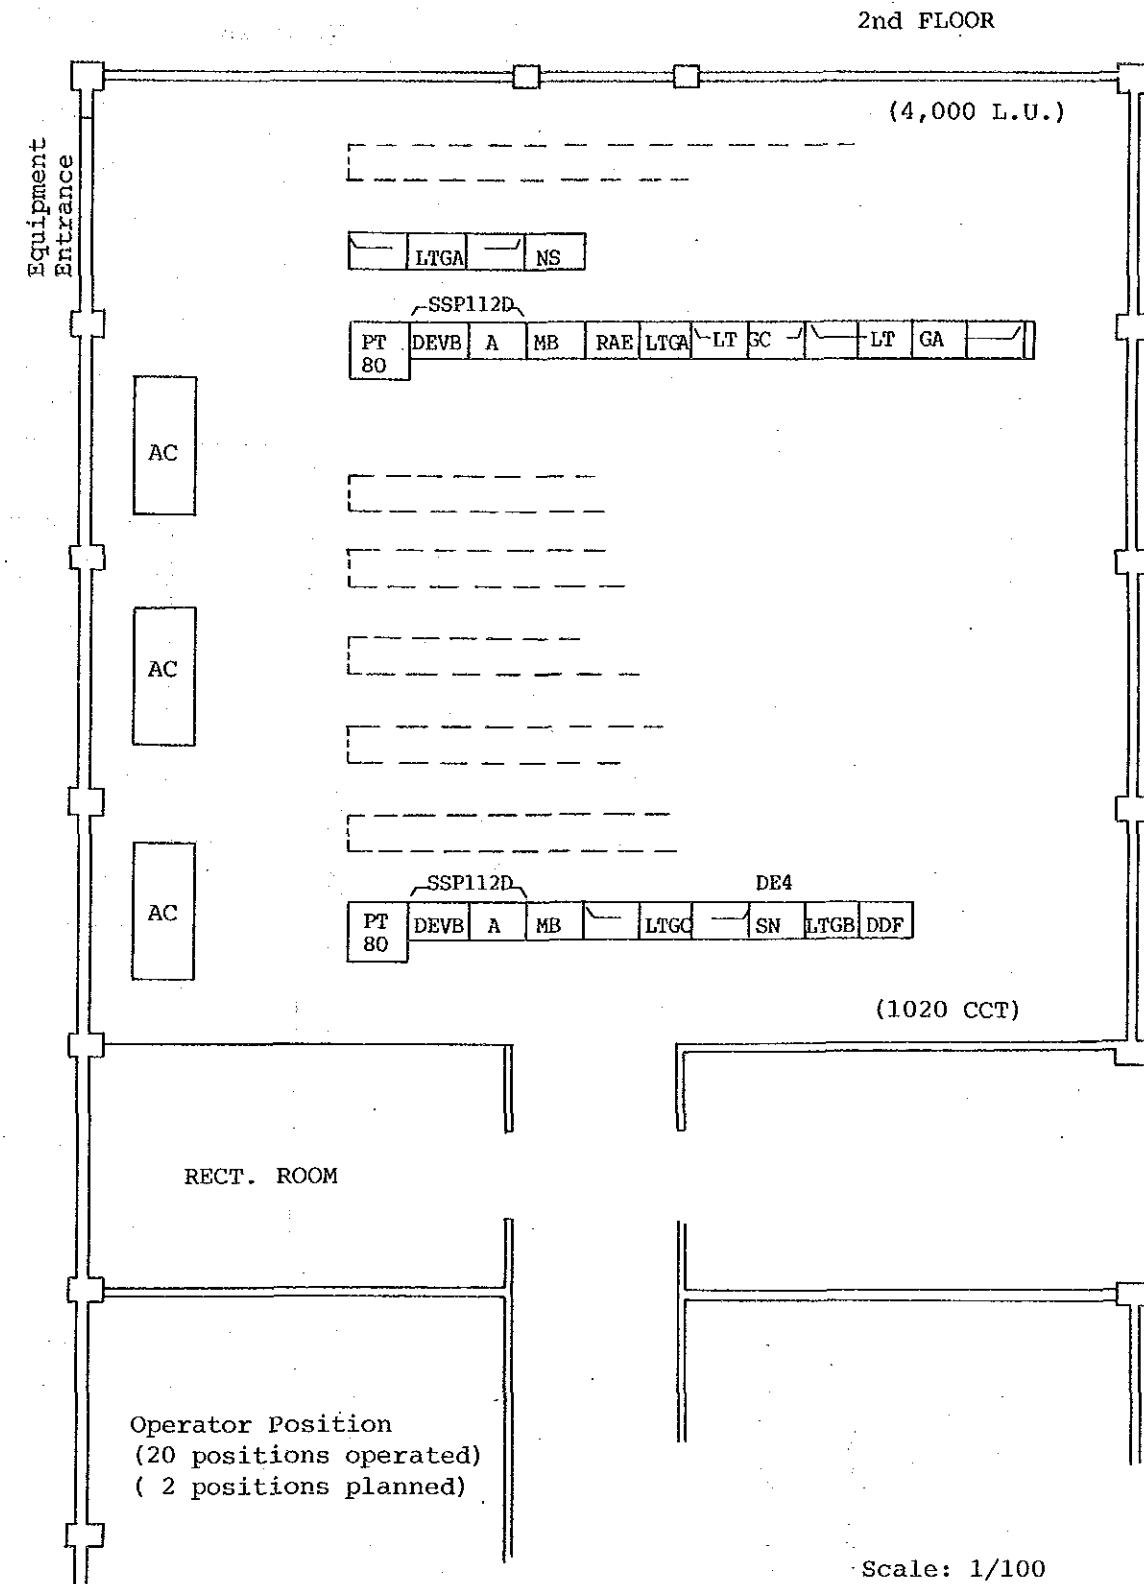 2nd FLOOR
(4,000 L.U.)
Equipment
Entrance
LTGA NS
SSP112D
PT DEVB A MB RAE LTGA LT GC LT GA
80
AC
AC
SSP112D DE4
AC
PT DEVB A MB LTGC SN LTGB DDF
80
(1020 CCT)
RECT. ROOM
Operator Position
(20 positions operated)
( 2 positions planned)
Scale: 1/100